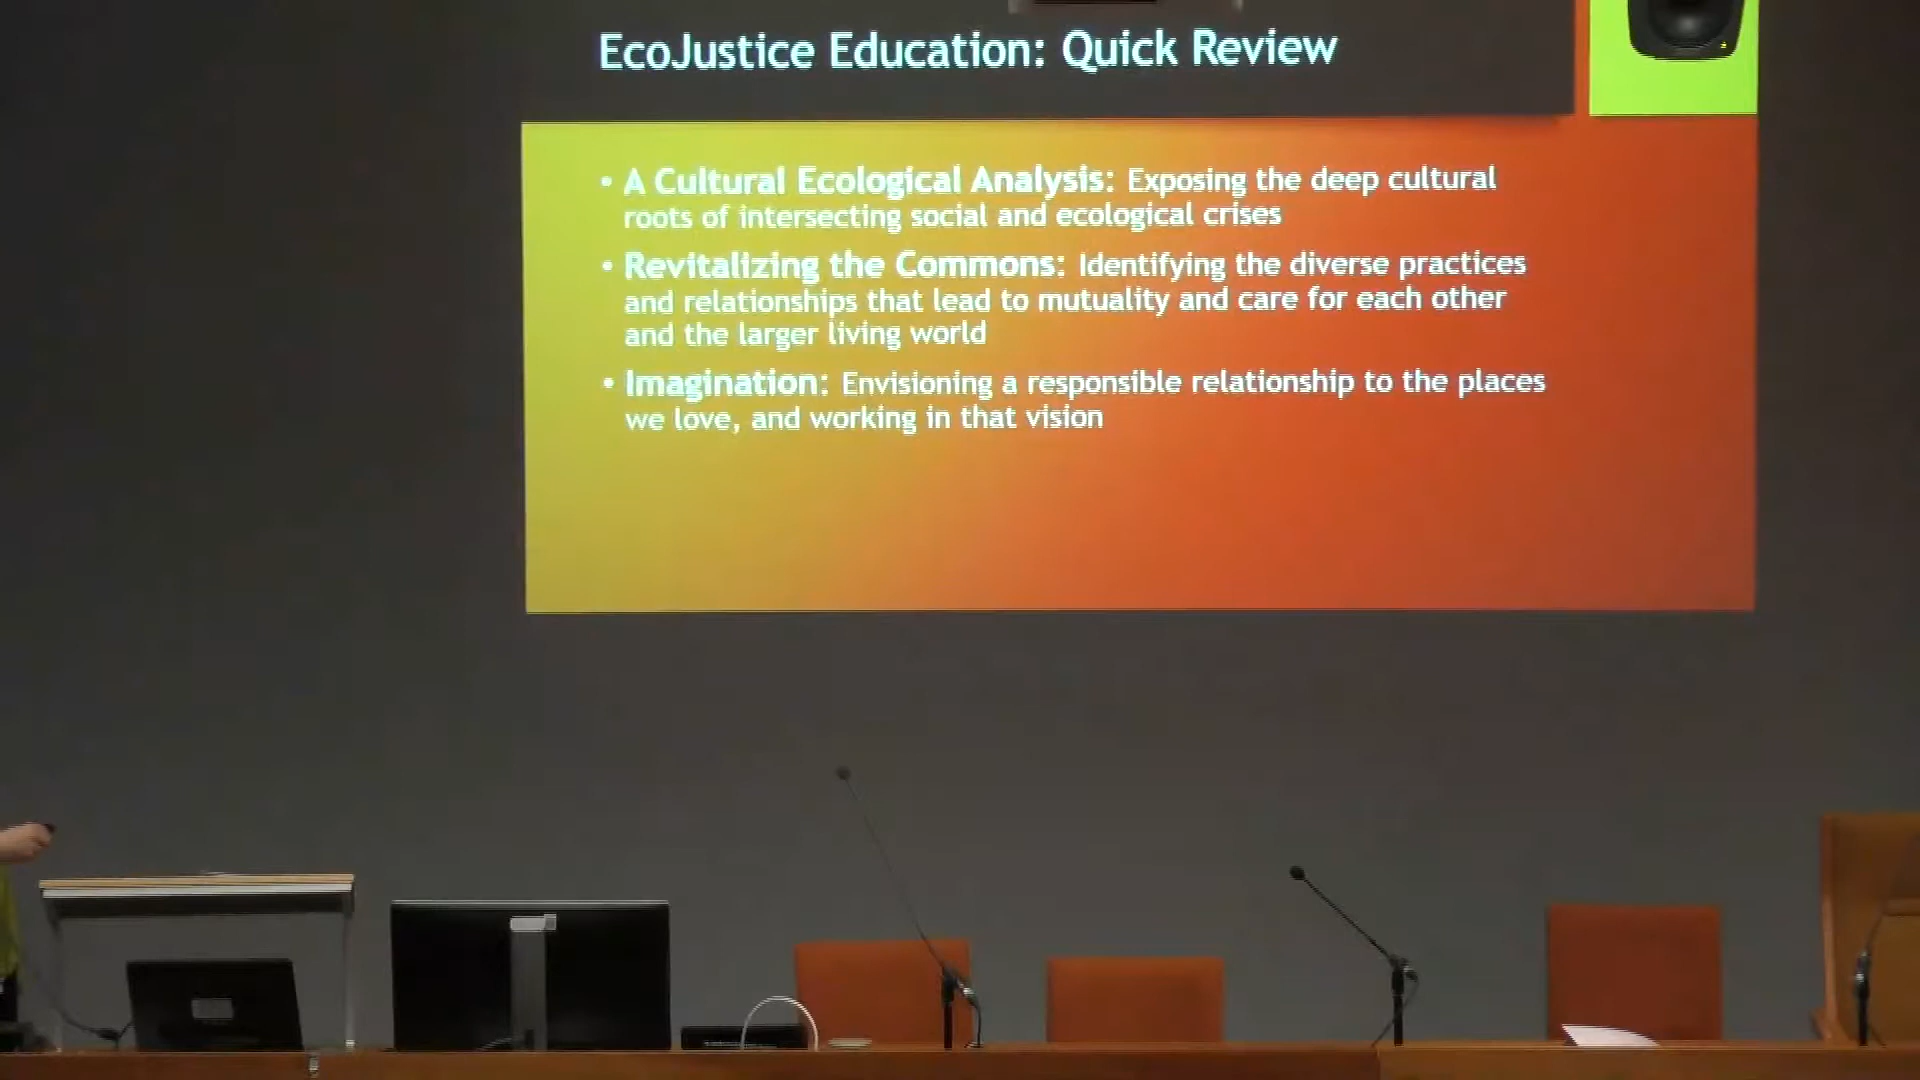 EcoJustice Education: Quick Review
• A Cultural Ecological Analysis: Exposing the deep cultural
roots of intersecting social and ecological crises
• Revitalizing the Commons: Identifying the diverse practices
and relationships that lead to mutuality and care for each other
and the larger living world
• Imagination: Envisioning a responsible relationship to the places
we love, and working in that vision